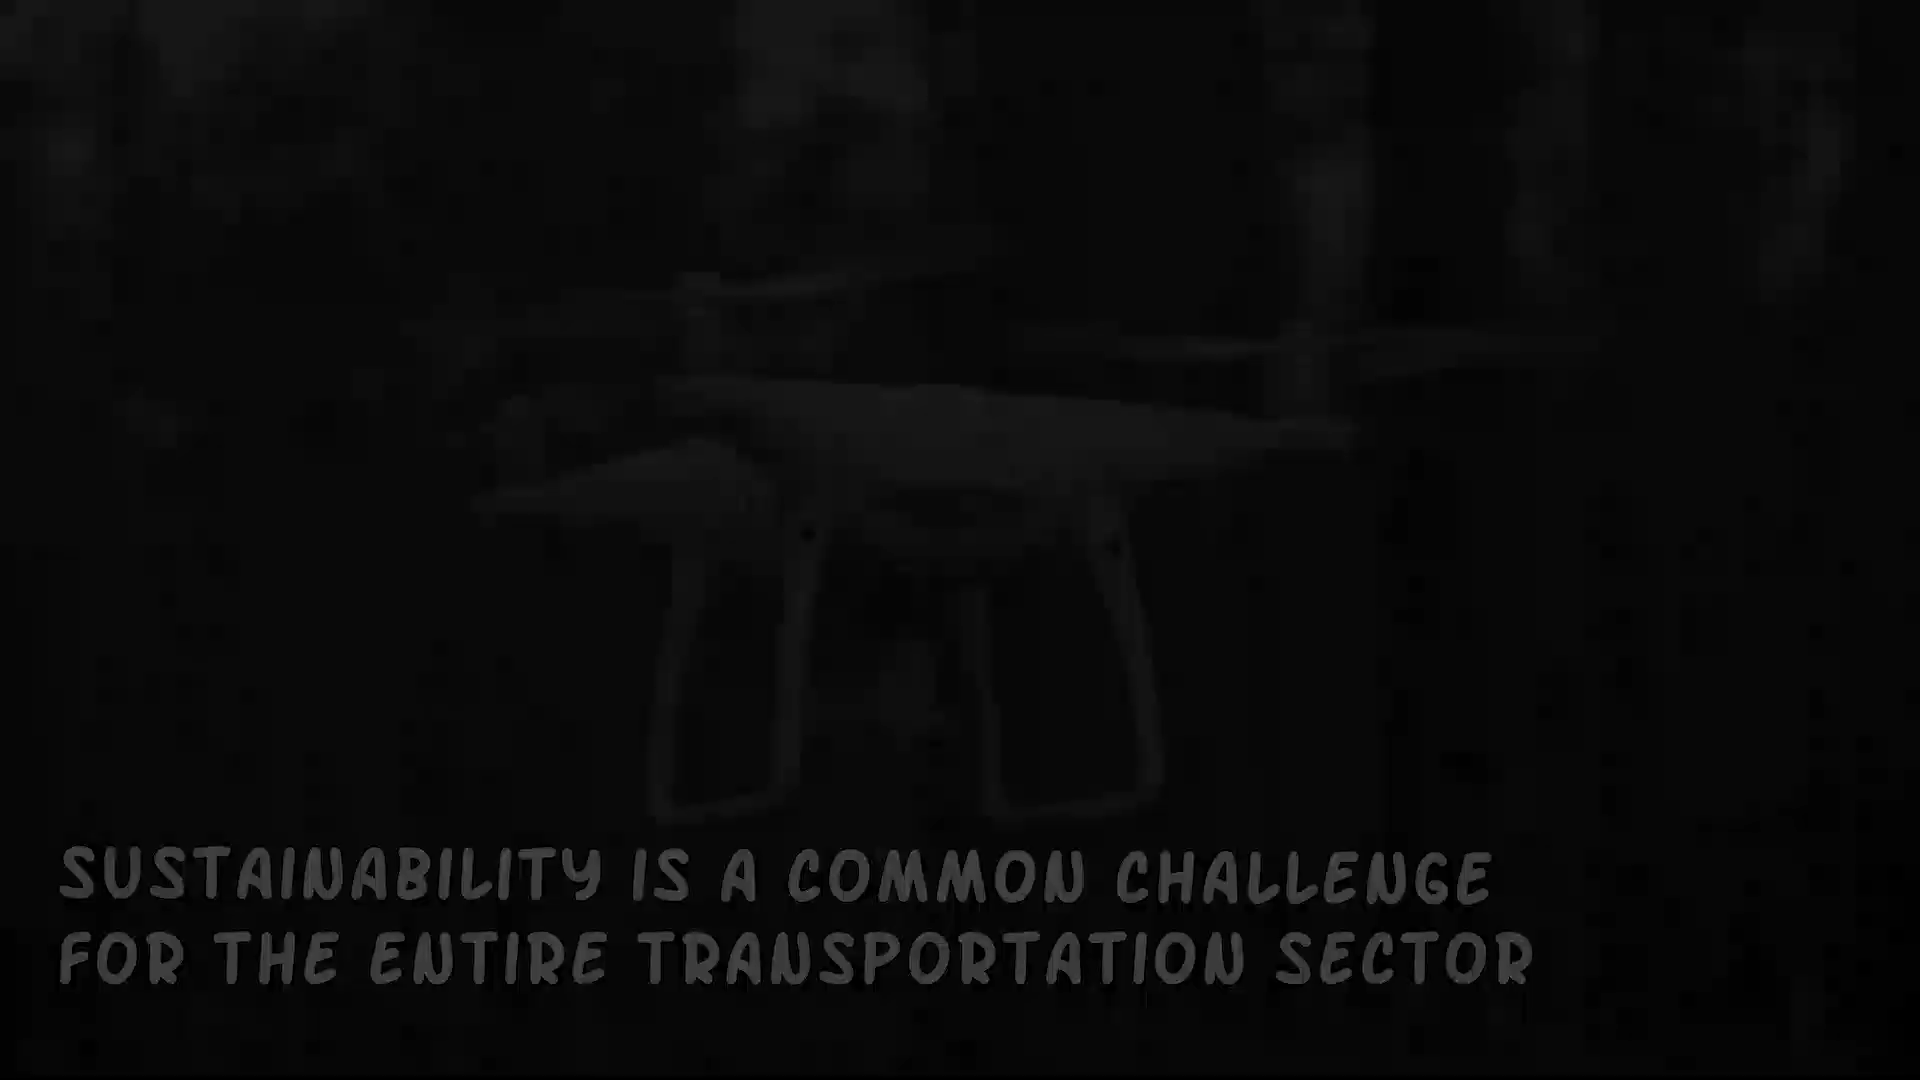 SUSTAINABILITY IS A COMMON CHALLENGE
FOR THE ENTIRE TRANSPORTATION SECTOR